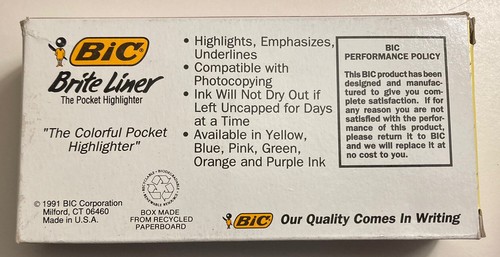 BIC
Brite Liner
The Pocket Highlighter
"The Colorful Pocket
Highlighter"
© 1991 BIC Corporation
Milford, CT 06460
Made in U.S.A.
• Highlights, Emphasizes,
Underlines
• Compatible with
Photocopying
• Ink Will Not Dry Out if
Left Uncapped for Days
at a Time
• Available in Yellow,
Blue, Pink, Green,
Orange and Purple Ink
BOX MADE
FROM RECYCLED
PAPERBOARD
BIC
PERFORMANCE POLICY
This BIC product has been
designed and manufac-
tured to give you com-
plete satisfaction. If for
any reason you are not
satisfied with the perfor-
mance of this product,
please return it to BIC
and we will replace it at
no cost to you.
BIC Our Quality Comes In Writing